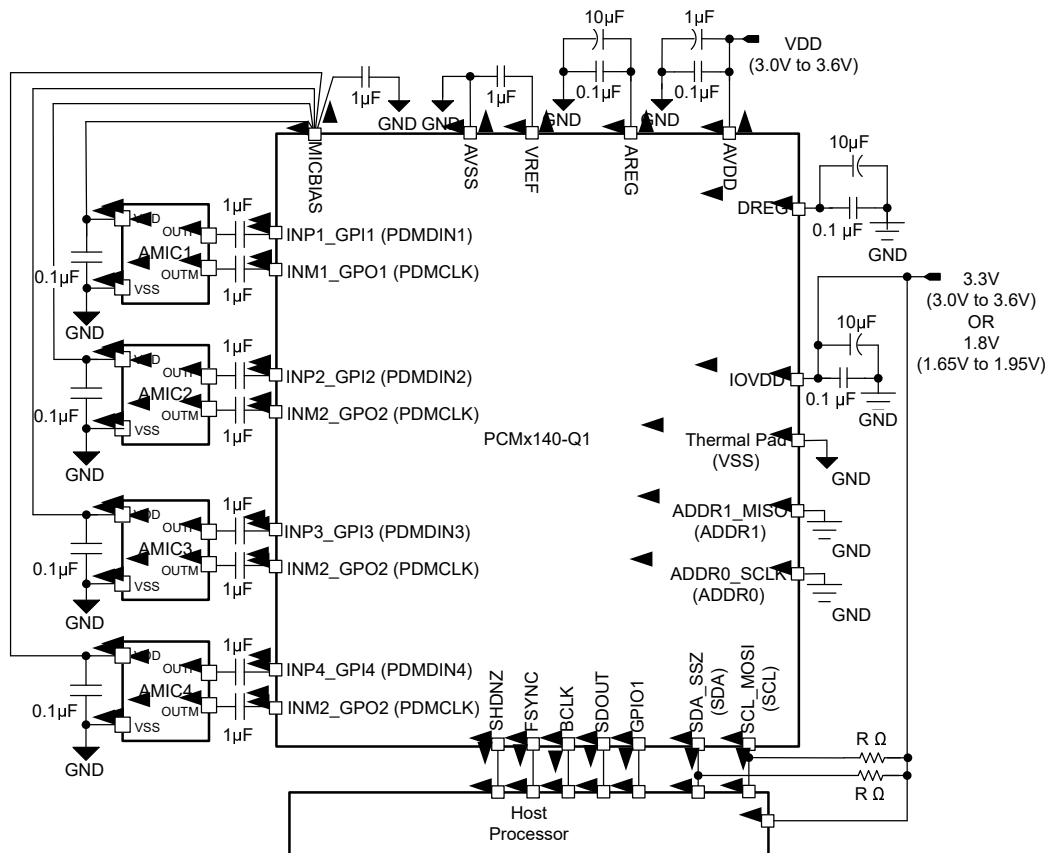 10µF
0.1µF
GND
1µF
0.1µF
GND
VDD
(3.0V to 3.6V)
1µF
GND
1µF
GND
MICBIAS
AVSS
VREF
AREG
AVDD
10µF
DREG
0.1 µF
GND
3.3V
(3.0V to 3.6V)
OR
1.8V
(1.65V to 1.95V)
10µF
IOVDD
0.1 µF
GND
Thermal Pad
(VSS)
GND
ADDR1_MISO
(ADDR1)
GND
ADDR0_SCLK
(ADDR0)
GND
PCMx140-Q1
1µF
INP1_GPI1 (PDMDIN1)
INM1_GPO1 (PDMCLK)
1µF
VDD
OUTP
AMIC1
OUTM
VSS
0.1µF
GND
1µF
INP2_GPI2 (PDMDIN2)
INM2_GPO2 (PDMCLK)
1µF
VDD
OUTP
AMIC2
OUTM
VSS
0.1µF
GND
1µF
INP3_GPI3 (PDMDIN3)
INM2_GPO2 (PDMCLK)
1µF
VDD
OUTP
AMIC3
OUTM
VSS
0.1µF
GND
1µF
INP4_GPI4 (PDMDIN4)
INM2_GPO2 (PDMCLK)
1µF
VDD
OUTP
AMIC4
OUTM
VSS
0.1µF
GND
SHDNZ
FSYNC
BCLK
SDOUT
GPIO1
SDA_SSZ
(SDA)
SCL_MOSI
(SCL)
R Ω
R Ω
Host
Processor